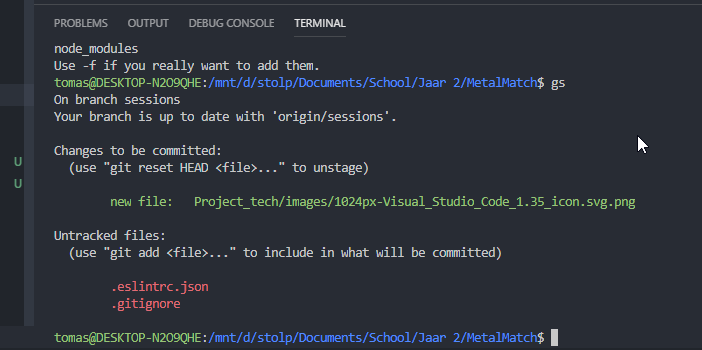 PROBLEMS OUTPUT DEBUG CONSOLE TERMINAL
node_modules
Use -f if you really want to add them.
tomas@DESKTOP-N2O9QHE:/mnt/d/stolp/Documents/School/Jaar 2/MetalMatch$ gs
On branch sessions
Your branch is up to date with 'origin/sessions'.
Changes to be committed:
(use "git reset HEAD <file>..." to unstage)
new file: Project_tech/images/1024px-Visual_Studio_Code_1.35_icon.svg.png
U
Untracked files:
U
(use "git add <file>..." to include in what will be committed)
.eslintrc.json
.gitignore
tomas@DESKTOP-N2O9QHE:/mnt/d/stolp/Documents/School/Jaar 2/MetalMatch$